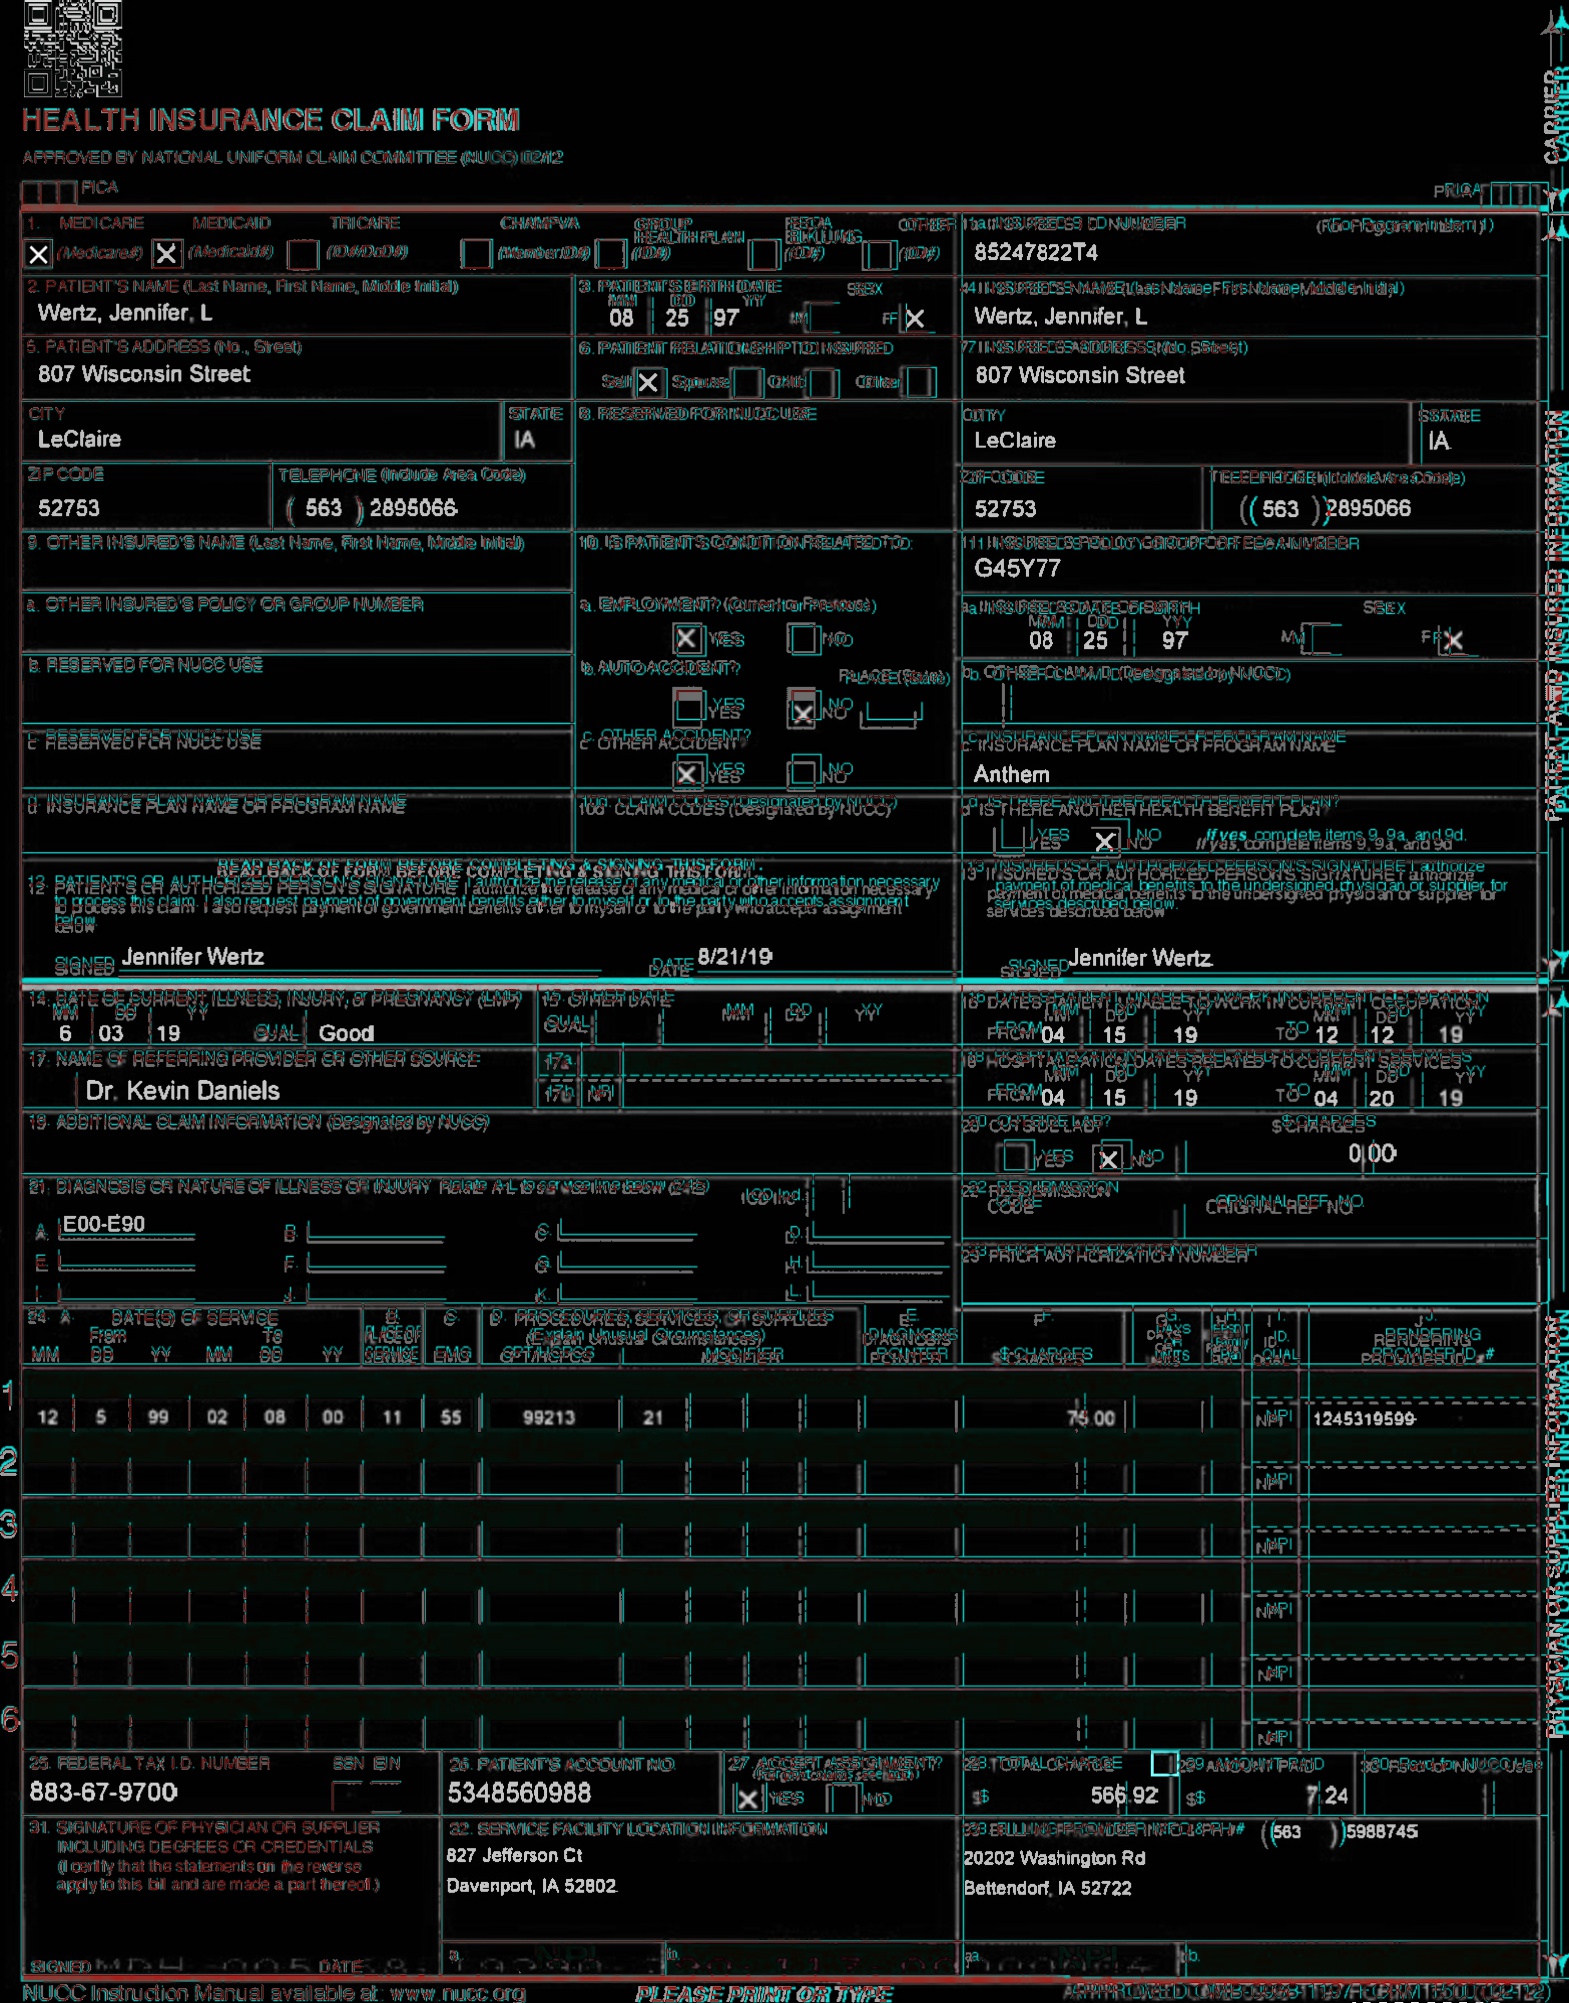 HEALTH INSURANCE CLAIM FORM
APPROVED BY NATIONAL UNIFORM CLAIM COMMITTEE (NUCC) 02/12
PICA
PICA
CARRIER
1. MEDICARE MEDICAID TRICARE CHAMPVA GROUP HEALTH PLAN FECA BLK LUNG OTHER
(Medicare#) (Medicaid#) (ID#/DoD#) (Member ID#) (ID#) (ID#) (ID#)
1a. INSURED'S I.D. NUMBER (For Program in Item 1)
85247822T4
2. PATIENT'S NAME (Last Name, First Name, Middle Initial)
Wertz, Jennifer, L
3. PATIENT'S BIRTH DATE SEX
MM DD YY
08 25 97 M F X
4. INSURED'S NAME (Last Name, First Name, Middle Initial)
Wertz, Jennifer, L
5. PATIENT'S ADDRESS (No., Street)
807 Wisconsin Street
6. PATIENT RELATIONSHIP TO INSURED
Self X Spouse Child Other
7. INSURED'S ADDRESS (No., Street)
807 Wisconsin Street
CITY STATE
LeClaire IA
8. RESERVED FOR NUCC USE
CITY STATE
LeClaire IA
ZIP CODE TELEPHONE (Include Area Code)
52753 ( 563 ) 2895066
ZIP CODE TELEPHONE (Include Area Code)
52753 ( 563 ) 2895066
9. OTHER INSURED'S NAME (Last Name, First Name, Middle Initial)
10. IS PATIENT'S CONDITION RELATED TO:
11. INSURED'S POLICY GROUP OR FECA NUMBER
G45Y77
a. OTHER INSURED'S POLICY OR GROUP NUMBER
a. EMPLOYMENT? (Current or Previous)
X YES NO
a. INSURED'S DATE OF BIRTH SEX
MM DD YY
08 25 97 M F X
b. RESERVED FOR NUCC USE
b. AUTO ACCIDENT? PLACE (State)
YES X NO
b. OTHER CLAIM ID (Designated by NUCC)
c. RESERVED FOR NUCC USE
c. OTHER ACCIDENT?
X YES NO
c. INSURANCE PLAN NAME OR PROGRAM NAME
Anthem
d. INSURANCE PLAN NAME OR PROGRAM NAME
10d. CLAIM CODES (Designated by NUCC)
d. IS THERE ANOTHER HEALTH BENEFIT PLAN?
YES X NO If yes, complete items 9, 9a, and 9d.
READ BACK OF FORM BEFORE COMPLETING & SIGNING THIS FORM.
12. PATIENT'S OR AUTHORIZED PERSON'S SIGNATURE I authorize the release of any medical or other information necessary
to process this claim. I also request payment of government benefits either to myself or to the party who accepts assignment
below.
SIGNED Jennifer Wertz DATE 8/21/19
13. INSURED'S OR AUTHORIZED PERSON'S SIGNATURE I authorize
payment of medical benefits to the undersigned physician or supplier for
services described below.
SIGNED Jennifer Wertz
PATIENT AND INSURED INFORMATION
14. DATE OF CURRENT ILLNESS, INJURY, or PREGNANCY (LMP)
MM DD YY
6 03 19 QUAL Good
15. OTHER DATE
QUAL MM DD YY
16. DATES PATIENT UNABLE TO WORK IN CURRENT OCCUPATION
MM DD YY MM DD YY
FROM 04 15 19 TO 12 12 19
17. NAME OF REFERRING PROVIDER OR OTHER SOURCE
Dr. Kevin Daniels
17a.
17b. NPI
18. HOSPITALIZATION DATES RELATED TO CURRENT SERVICES
MM DD YY MM DD YY
FROM 04 15 19 TO 04 20 19
19. ADDITIONAL CLAIM INFORMATION (Designated by NUCC)
20. OUTSIDE LAB? $ CHARGES
YES X NO 0.00
21. DIAGNOSIS OR NATURE OF ILLNESS OR INJURY Relate A-L to service line below (24E) ICD Ind.
A. E00-E90 B. C. D.
E. F. G. H.
I. J. K. L.
22. RESUBMISSION CODE ORIGINAL REF. NO.
23. PRIOR AUTHORIZATION NUMBER
24. A. DATE(S) OF SERVICE B. C. D. PROCEDURES, SERVICES, OR SUPPLIES E. F. G. H. I. J.
From To PLACE OF (Explain Unusual Circumstances) DIAGNOSIS DAYS OR UNITS EPSDT Family Plan ID. RENDERING
MM DD YY MM DD YY SERVICE EMG CPT/HCPCS MODIFIER POINTER $ CHARGES QUAL. PROVIDER ID. #
1
12 5 99 02 08 00 11 55 99213 21 75.00 NPI 1245319599
2
NPI
3
NPI
4
NPI
5
NPI
6
NPI
PHYSICIAN OR SUPPLIER INFORMATION
25. FEDERAL TAX I.D. NUMBER SSN EIN
883-67-9700
26. PATIENT'S ACCOUNT NO.
5348560988
27. ACCEPT ASSIGNMENT?
X YES NO
28. TOTAL CHARGE
$ 566.92
29. AMOUNT PAID
$ 7.24
30. Rsvd for NUCC Use
31. SIGNATURE OF PHYSICIAN OR SUPPLIER
INCLUDING DEGREES OR CREDENTIALS
(I certify that the statements on the reverse
apply to this bill and are made a part thereof.)
SIGNED DATE
32. SERVICE FACILITY LOCATION INFORMATION
827 Jefferson Ct
Davenport, IA 52802
a. b.
33. BILLING PROVIDER INFO & PH # (563 ) 5988745
20202 Washington Rd
Bettendorf, IA 52722
a. b.
NUCC Instruction Manual available at: www.nucc.org
PLEASE PRINT OR TYPE